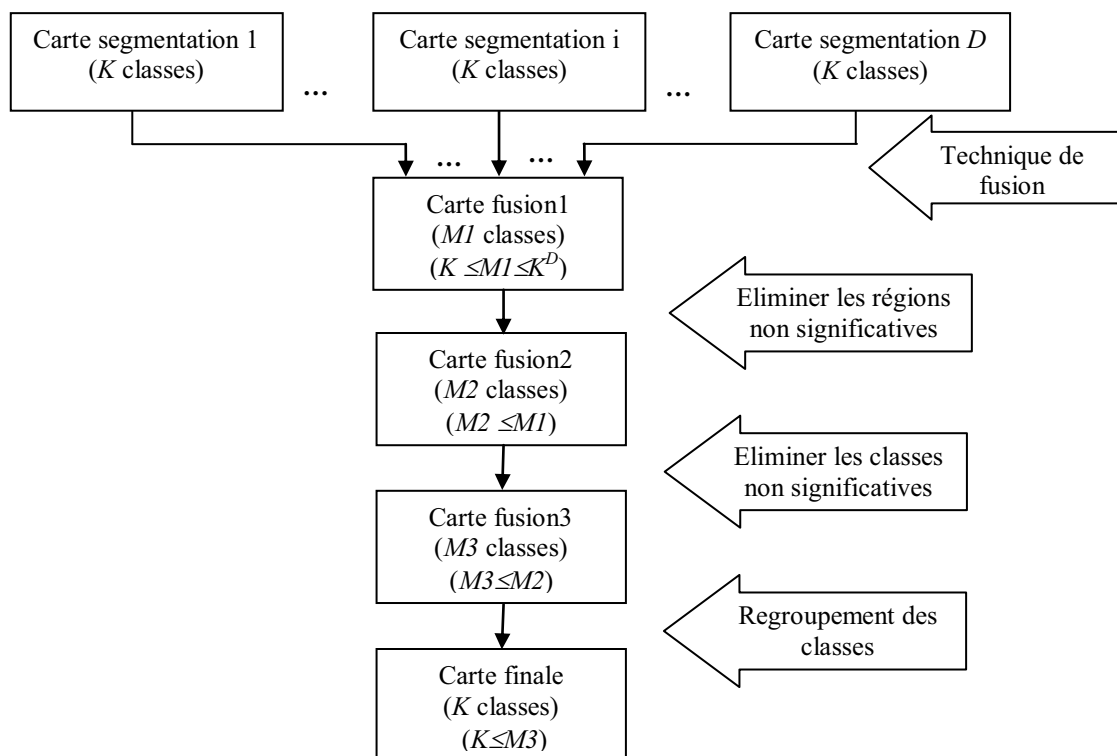 Carte segmentation 1
(K classes)
...
Carte segmentation i
(K classes)
...
Carte segmentation D
(K classes)
...
...
Technique de
fusion
Carte fusion1
(M1 classes)
(K ≤M1≤K^D)
Eliminer les régions
non significatives
Carte fusion2
(M2 classes)
(M2 ≤M1)
Eliminer les classes
non significatives
Carte fusion3
(M3 classes)
(M3≤M2)
Regroupement des
classes
Carte finale
(K classes)
(K≤M3)